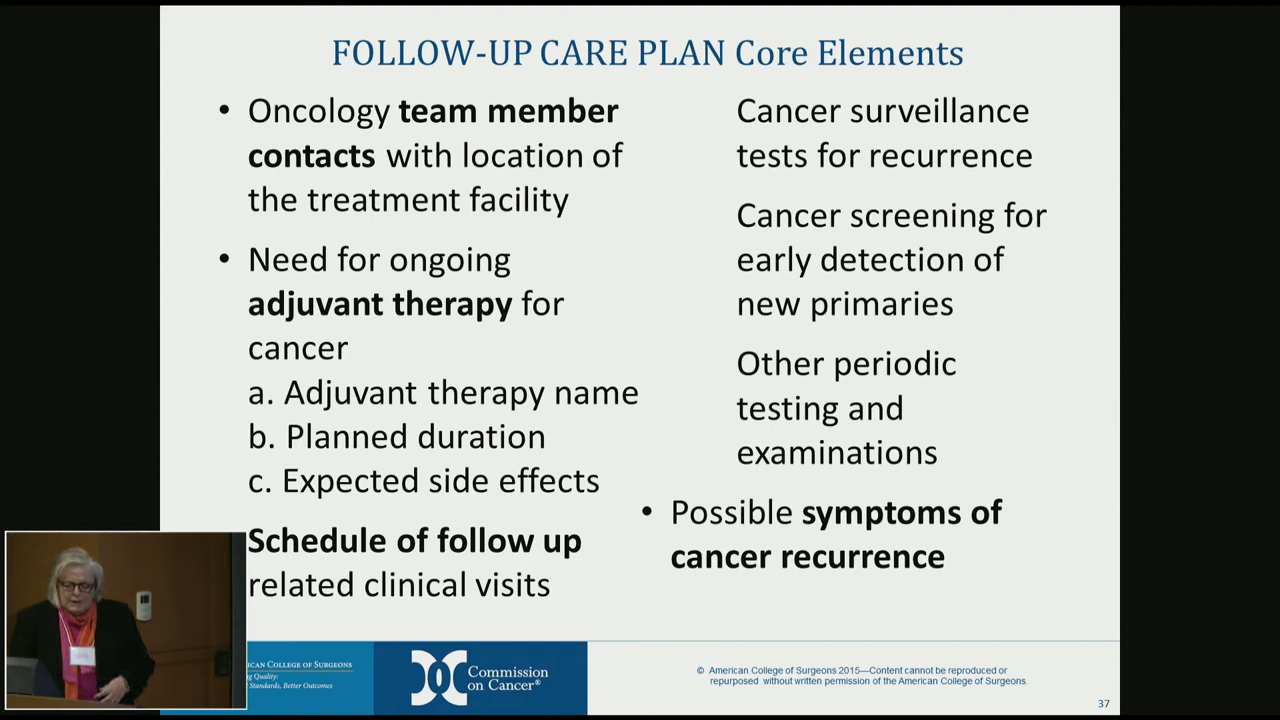 FOLLOW-UP CARE PLAN Core Elements
• Oncology team member
contacts with location of
the treatment facility
• Need for ongoing
adjuvant therapy for
cancer
a. Adjuvant therapy name
b. Planned duration
c. Expected side effects
Schedule of follow up
related clinical visits
Cancer surveillance
tests for recurrence
Cancer screening for
early detection of
new primaries
Other periodic
testing and
examinations
• Possible symptoms of
cancer recurrence
COLLEGE OF SURGEONS
Quality:
Standards, Better Outcomes
Commission
on Cancer®
© American College of Surgeons 2015—Content cannot be reproduced or
repurposed without written permission of the American College of Surgeons.
37